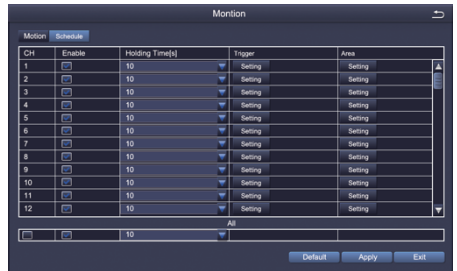 Montion
Motion Schedule
CH Enable Holding Time[s] Trigger Area
1 10 Setting Setting
2 10 Setting Setting
3 10 Setting Setting
4 10 Setting Setting
5 10 Setting Setting
6 10 Setting Setting
7 10 Setting Setting
8 10 Setting Setting
9 10 Setting Setting
10 10 Setting Setting
11 10 Setting Setting
12 10 Setting Setting
All
10
Default Apply Exit